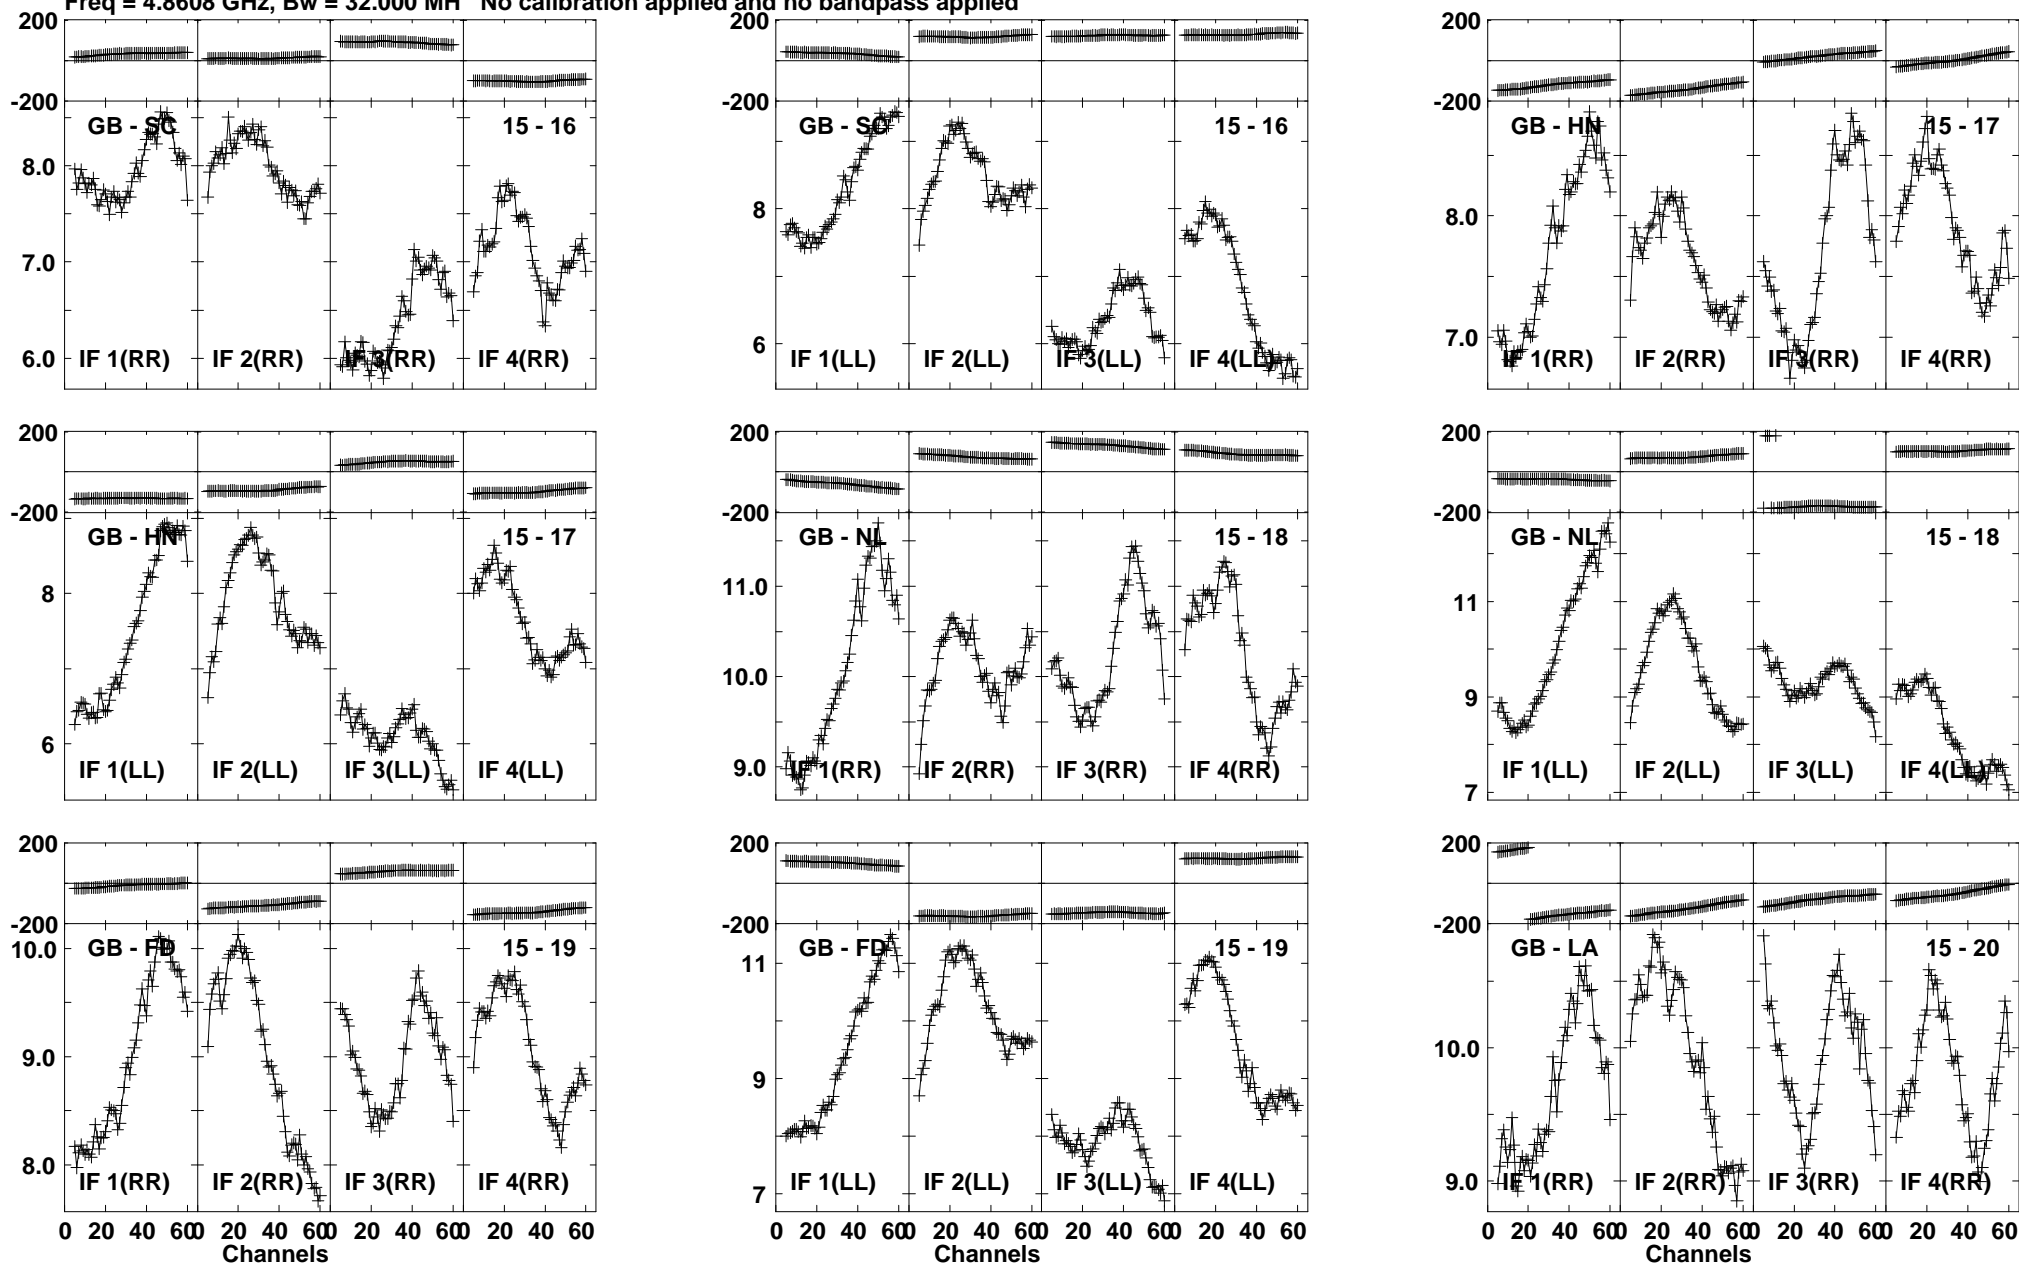 Freq = 4.8608 GHz, Bw = 32.000 MH No calibration applied and no bandpass applied
200 200 200
-200 -200 -200
GB - SC 15 - 16 GB - SC 15 - 16 GB - HN 15 - 17
8.0 8 8.0
7.0 7.0
6.0 6
IF 1(RR) IF 2(RR) IF 3(RR) IF 4(RR) IF 1(LL) IF 2(LL) IF 3(LL) IF 4(LL) IF 1(RR) IF 2(RR) IF 3(RR) IF 4(RR)
200 200 200
-200 -200 -200
GB - HN 15 - 17 GB - NL 15 - 18 GB - NL 15 - 18
8 11.0 11
10.0 9
6 9.0 7
IF 1(LL) IF 2(LL) IF 3(LL) IF 4(LL) IF 1(RR) IF 2(RR) IF 3(RR) IF 4(RR) IF 1(LL) IF 2(LL) IF 3(LL) IF 4(LL)
200 200 200
-200 -200 -200
GB - FD 15 - 19 GB - FD 15 - 19 GB - LA 15 - 20
10.0 11 10.0
9.0 9
8.0 7 9.0
IF 1(RR) IF 2(RR) IF 3(RR) IF 4(RR) IF 1(LL) IF 2(LL) IF 3(LL) IF 4(LL) IF 1(RR) IF 2(RR) IF 3(RR) IF 4(RR)
0 20 40 60 0 20 40 60 0 20 40 60 0 20 40 60 0 20 40 60 0 20 40 60 0 20 40 60 0 20 40 60 0 20 40 60 0 20 40 60 0 20 40 60 0 20 40 60
Channels Channels Channels